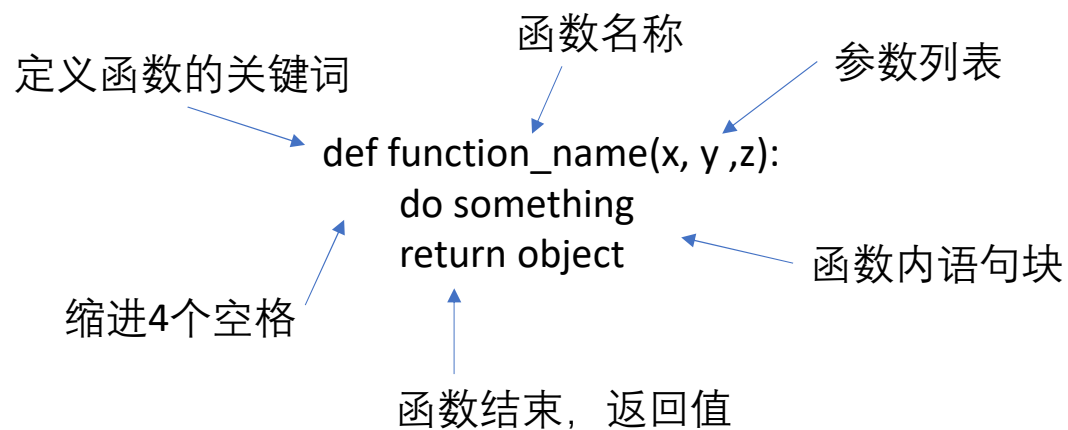 函数名称
定义函数的关键词
参数列表
def function_name(x, y ,z):
do something
return object
函数内语句块
缩进4个空格
函数结束，返回值